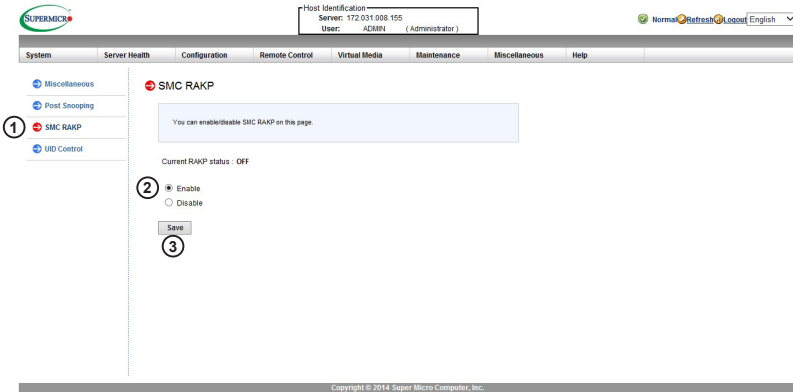 SUPERMICR
Host Identification
Server: 172.031.008.155
User: ADMIN (Administrator)
Normal Refresh Logout English
System Server Health Configuration Remote Control Virtual Media Maintenance Miscellaneous Help
Miscellaneous
Post Snooping
1 SMC RAKP
UID Control
SMC RAKP
You can enable/disable SMC RAKP on this page.
Current RAKP status : OFF
2 Enable
Disable
Save
3
Copyright © 2014 Super Micro Computer, Inc.